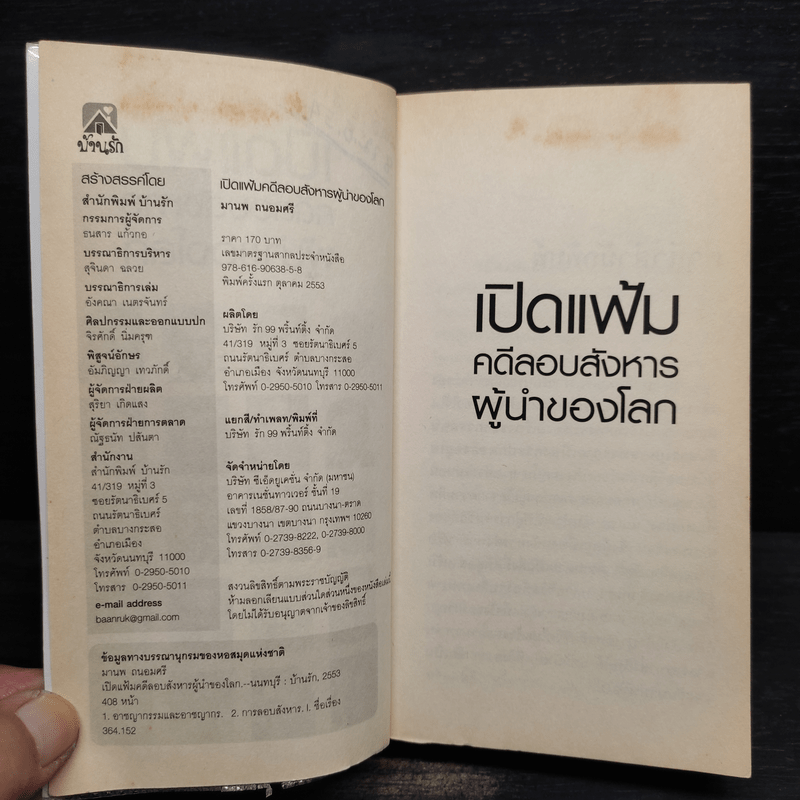 บ้านรัก
สร้างสรรค์โดย
สำนักพิมพ์ บ้านรัก
กรรมการผู้จัดการ
ธนสาร แก้วกอ
บรรณาธิการบริหาร
สุจินดา ฉลวย
บรรณาธิการเล่ม
อังคณา เนตรจันทร์
ศิลปกรรมและออกแบบปก
จิรศักดิ์ นิมครุฑ
พิสูจน์อักษร
อัมภิญญา เทวภักดิ์
ผู้จัดการฝ่ายผลิต
สุริยา เกิดแสง
ผู้จัดการฝ่ายการตลาด
ณัฐธนัท ปสันตา
สำนักงาน
สำนักพิมพ์ บ้านรัก
41/319 หมู่ที่ 3
ซอยรัตนาธิเบศร์ 5
ถนนรัตนาธิเบศร์
ตำบลบางกระสอ
อำเภอเมือง
จังหวัดนนทบุรี 11000
โทรศัพท์ 0-2950-5010
โทรสาร 0-2950-5011
e-mail address
baanruk@gmail.com
เปิดแฟ้มคดีลอบสังหารผู้นำของโลก
มานพ ถนอมศรี
ราคา 170 บาท
เลขมาตรฐานสากลประจำหนังสือ
978-616-90638-5-8
พิมพ์ครั้งแรก ตุลาคม 2553
ผลิตโดย
บริษัท รัก 99 พริ้นท์ติ้ง จำกัด
41/319 หมู่ที่ 3 ซอยรัตนาธิเบศร์ 5
ถนนรัตนาธิเบศร์ ตำบลบางกระสอ
อำเภอเมือง จังหวัดนนทบุรี 11000
โทรศัพท์ 0-2950-5010 โทรสาร 0-2950-5011
แยกสี/ทำเพลท/พิมพ์ที่
บริษัท รัก 99 พริ้นท์ติ้ง จำกัด
จัดจำหน่ายโดย
บริษัท ซีเอ็ดยูเคชั่น จำกัด (มหาชน)
อาคารเนชั่นทาวเวอร์ ชั้นที่ 19
เลขที่ 1858/87-90 ถนนบางนา-ตราด
แขวงบางนา เขตบางนา กรุงเทพฯ 10260
โทรศัพท์ 0-2739-8222, 0-2739-8000
โทรสาร 0-2739-8356-9
สงวนลิขสิทธิ์ตามพระราชบัญญัติ
ห้ามลอกเลียนแบบส่วนใดส่วนหนึ่งของหนังสือเล่มนี้
โดยไม่ได้รับอนุญาตจากเจ้าของลิขสิทธิ์
ข้อมูลทางบรรณานุกรมของหอสมุดแห่งชาติ
มานพ ถนอมศรี
เปิดแฟ้มคดีลอบสังหารผู้นำของโลก.--นนทบุรี : บ้านรัก, 2553
408 หน้า
1. อาชญากรรมและอาชญากร. 2. การลอบสังหาร. I. ชื่อเรื่อง
364.152
เปิดแฟ้ม
คดีลอบสังหาร
ผู้นำของโลก